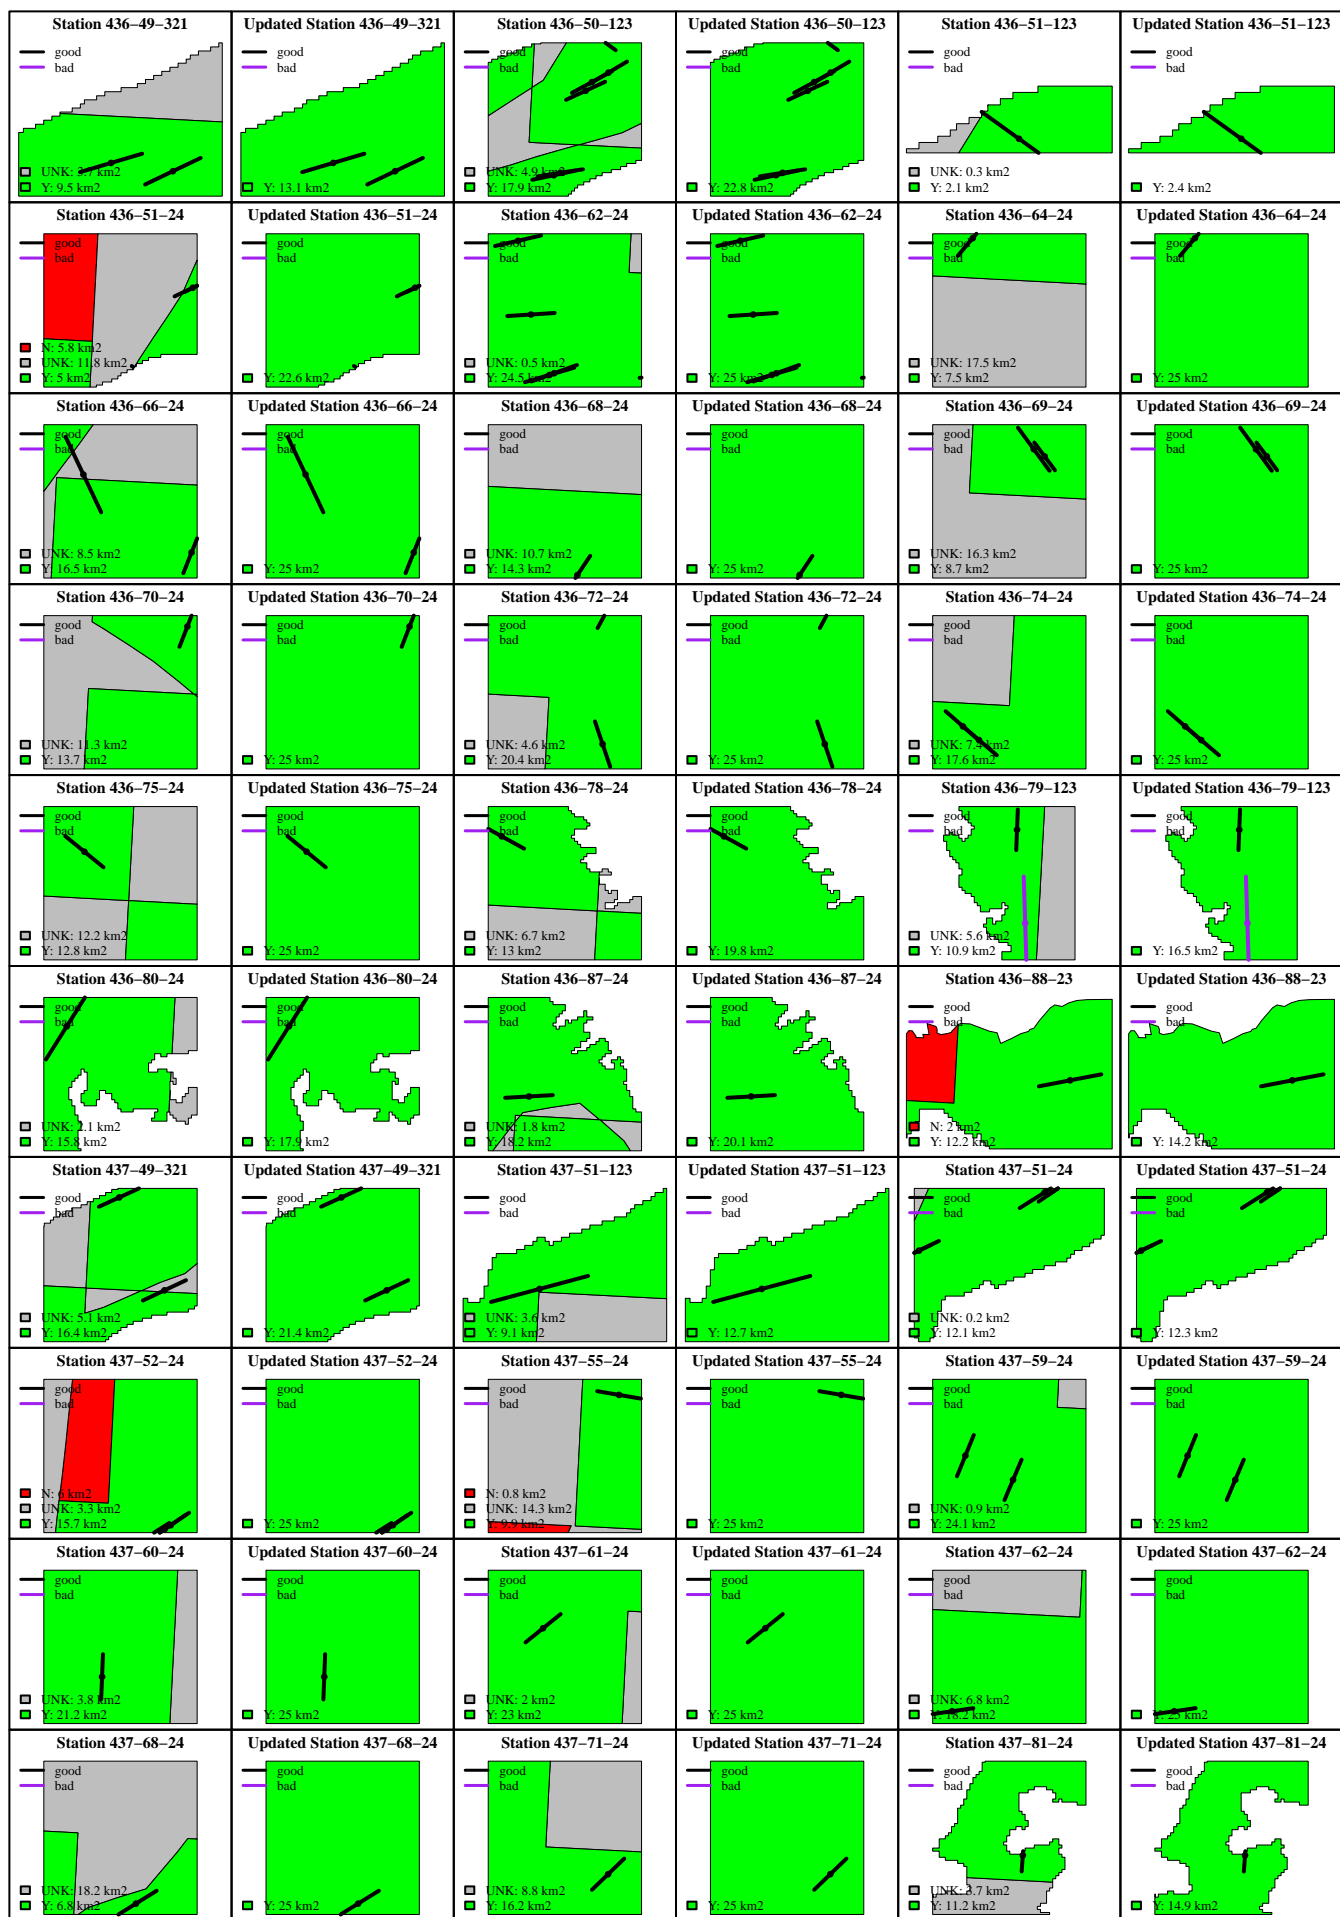 Station 436−49−321
good
bad
UNK: 3.7 km2
Y: 9.5 km2
Updated Station 436−49−321
good
bad
Y: 13.1 km2
Station 436−50−123
good
bad
UNK: 4.9 km2
Y: 17.9 km2
Updated Station 436−50−123
good
bad
Y: 22.8 km2
Station 436−51−123
good
bad
UNK: 0.3 km2
Y: 2.1 km2
Updated Station 436−51−123
good
bad
Y: 2.4 km2
Station 436−51−24
good
bad
N: 5.8 km2
UNK: 11.8 km2
Y: 5 km2
Updated Station 436−51−24
good
bad
Y: 22.6 km2
Station 436−62−24
good
bad
UNK: 0.5 km2
Y: 24.5 km2
Updated Station 436−62−24
good
bad
Y: 25 km2
Station 436−64−24
good
bad
UNK: 17.5 km2
Y: 7.5 km2
Updated Station 436−64−24
good
bad
Y: 25 km2
Station 436−66−24
good
bad
UNK: 8.5 km2
Y: 16.5 km2
Updated Station 436−66−24
good
bad
Y: 25 km2
Station 436−68−24
good
bad
UNK: 10.7 km2
Y: 14.3 km2
Updated Station 436−68−24
good
bad
Y: 25 km2
Station 436−69−24
good
bad
UNK: 16.3 km2
Y: 8.7 km2
Updated Station 436−69−24
good
bad
Y: 25 km2
Station 436−70−24
good
bad
UNK: 11.3 km2
Y: 13.7 km2
Updated Station 436−70−24
good
bad
Y: 25 km2
Station 436−72−24
good
bad
UNK: 4.6 km2
Y: 20.4 km2
Updated Station 436−72−24
good
bad
Y: 25 km2
Station 436−74−24
good
bad
UNK: 7.4 km2
Y: 17.6 km2
Updated Station 436−74−24
good
bad
Y: 25 km2
Station 436−75−24
good
bad
UNK: 12.2 km2
Y: 12.8 km2
Updated Station 436−75−24
good
bad
Y: 25 km2
Station 436−78−24
good
bad
UNK: 6.7 km2
Y: 13 km2
Updated Station 436−78−24
good
bad
Y: 19.8 km2
Station 436−79−123
good
bad
UNK: 5.6 km2
Y: 10.9 km2
Updated Station 436−79−123
good
bad
Y: 16.5 km2
Station 436−80−24
good
bad
UNK: 2.1 km2
Y: 15.8 km2
Updated Station 436−80−24
good
bad
Y: 17.9 km2
Station 436−87−24
good
bad
UNK: 1.8 km2
Y: 18.2 km2
Updated Station 436−87−24
good
bad
Y: 20.1 km2
Station 436−88−23
good
bad
N: 2 km2
Y: 12.2 km2
Updated Station 436−88−23
good
bad
Y: 14.2 km2
Station 437−49−321
good
bad
UNK: 5.1 km2
Y: 16.4 km2
Updated Station 437−49−321
good
bad
Y: 21.4 km2
Station 437−51−123
good
bad
UNK: 3.6 km2
Y: 9.1 km2
Updated Station 437−51−123
good
bad
Y: 12.7 km2
Station 437−51−24
good
bad
UNK: 0.2 km2
Y: 12.1 km2
Updated Station 437−51−24
good
bad
Y: 12.3 km2
Station 437−52−24
good
bad
N: 6 km2
UNK: 3.3 km2
Y: 15.7 km2
Updated Station 437−52−24
good
bad
Y: 25 km2
Station 437−55−24
good
bad
N: 0.8 km2
UNK: 14.3 km2
Y: 9.9 km2
Updated Station 437−55−24
good
bad
Y: 25 km2
Station 437−59−24
good
bad
UNK: 0.9 km2
Y: 24.1 km2
Updated Station 437−59−24
good
bad
Y: 25 km2
Station 437−60−24
good
bad
UNK: 3.8 km2
Y: 21.2 km2
Updated Station 437−60−24
good
bad
Y: 25 km2
Station 437−61−24
good
bad
UNK: 2 km2
Y: 23 km2
Updated Station 437−61−24
good
bad
Y: 25 km2
Station 437−62−24
good
bad
UNK: 6.8 km2
Y: 18.2 km2
Updated Station 437−62−24
good
bad
Y: 25 km2
Station 437−68−24
good
bad
UNK: 18.2 km2
Y: 6.8 km2
Updated Station 437−68−24
good
bad
Y: 25 km2
Station 437−71−24
good
bad
UNK: 8.8 km2
Y: 16.2 km2
Updated Station 437−71−24
good
bad
Y: 25 km2
Station 437−81−24
good
bad
UNK: 3.7 km2
Y: 11.2 km2
Updated Station 437−81−24
good
bad
Y: 14.9 km2